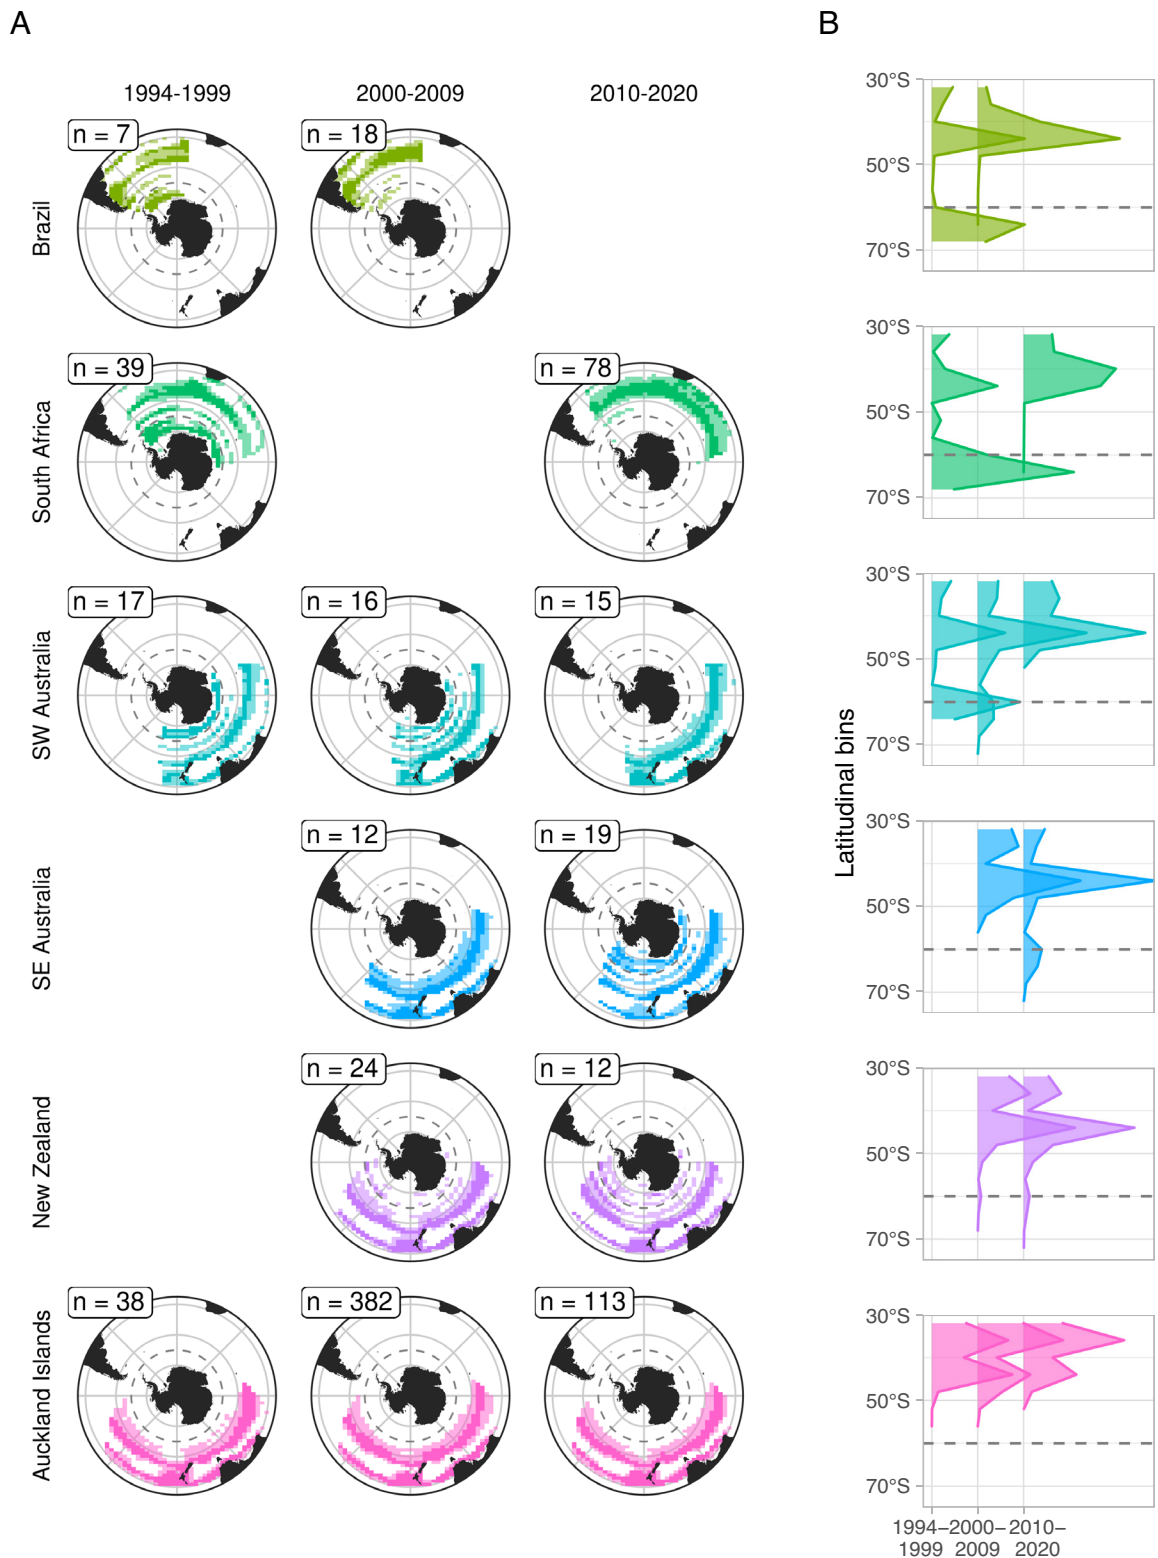 A
B
1994-1999
2000-2009
2010-2020
Brazil
n = 7
n = 18
South Africa
n = 39
n = 78
SW Australia
n = 17
n = 16
n = 15
SE Australia
n = 12
n = 19
New Zealand
n = 24
n = 12
Auckland Islands
n = 38
n = 382
n = 113
Latitudinal bins
30°S
50°S
70°S
30°S
50°S
70°S
30°S
50°S
70°S
30°S
50°S
70°S
30°S
50°S
70°S
30°S
50°S
70°S
1994–2000–2010–
1999 2009 2020